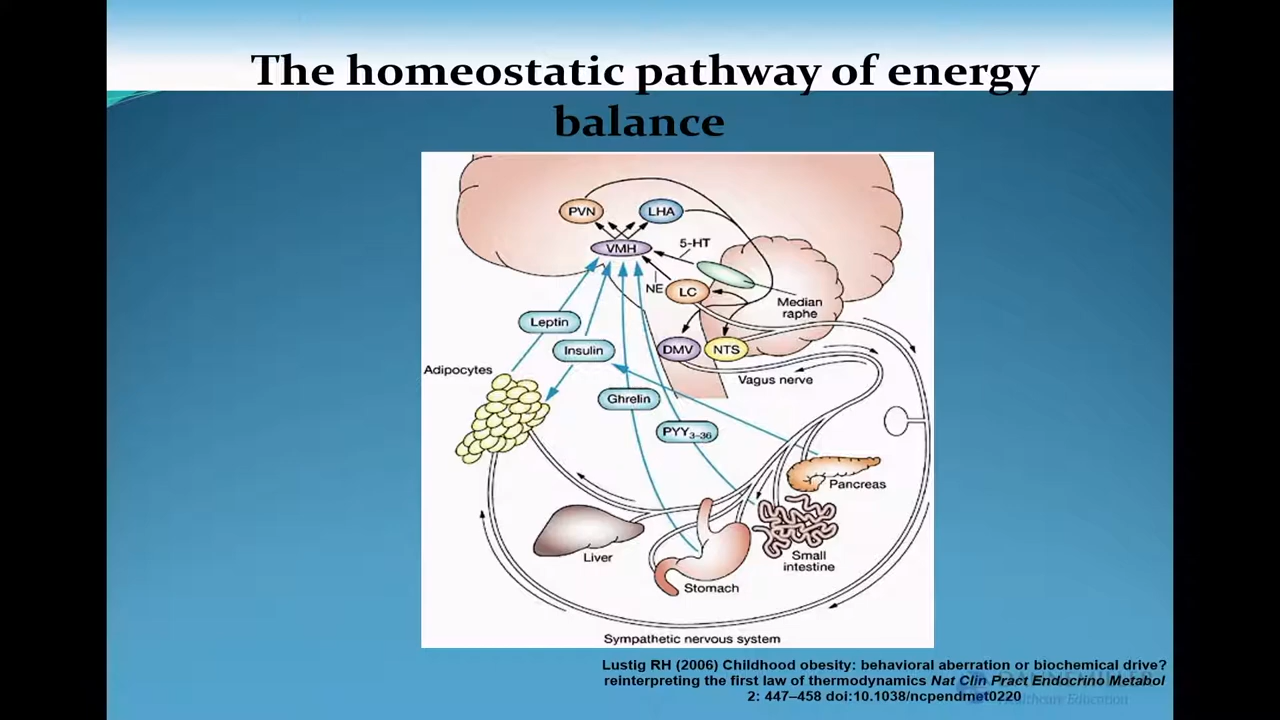 The homeostatic pathway of energy
balance
PVN
LHA
VMH
5-HT
NE
LC
Median
raphe
Leptin
DMV
NTS
Insulin
Adipocytes
Vagus nerve
Ghrelin
PYY3–36
Pancreas
Liver
Small
intestine
Stomach
Sympathetic nervous system
Lustig RH (2006) Childhood obesity: behavioral aberration or biochemical drive?
reinterpreting the first law of thermodynamics Nat Clin Pract Endocrino Metabol
2: 447–458 doi:10.1038/ncpendmet0220
Healthcare Education